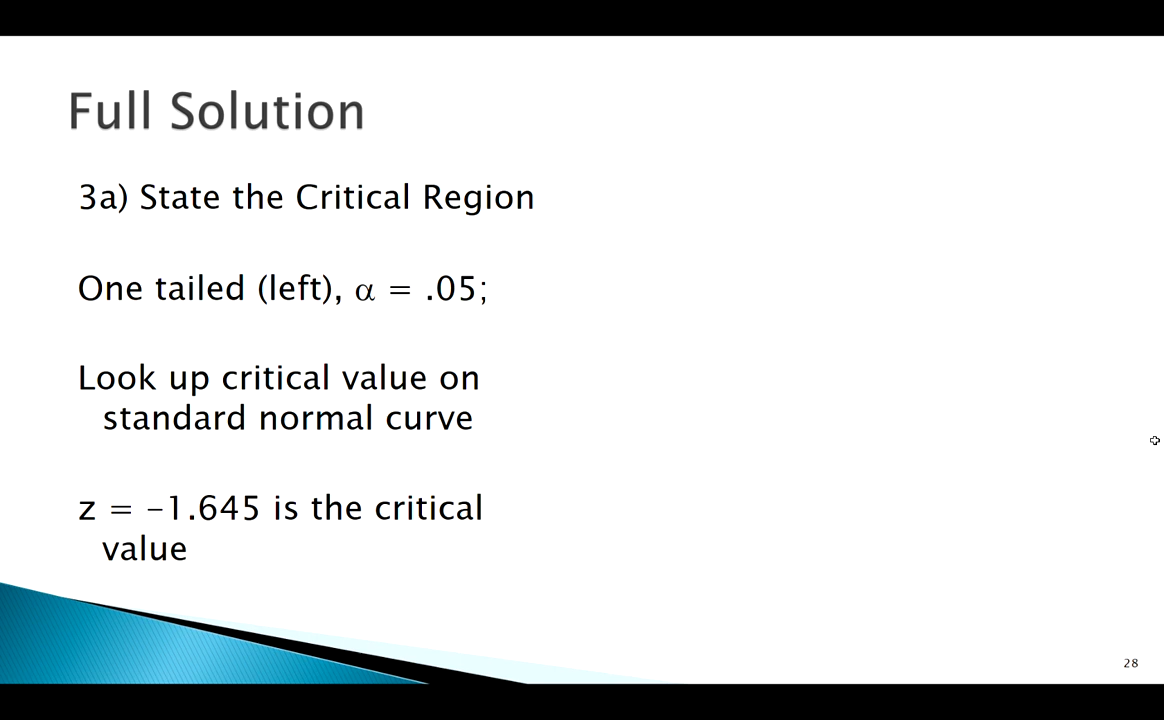 Full Solution
3a) State the Critical Region
One tailed (left), α = .05;
Look up critical value on
standard normal curve
z = -1.645 is the critical
value
28